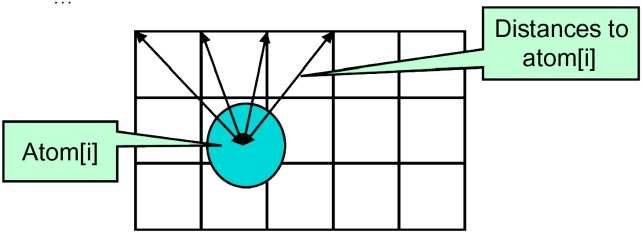 ...
Distances to
atom[i]
Atom[i]